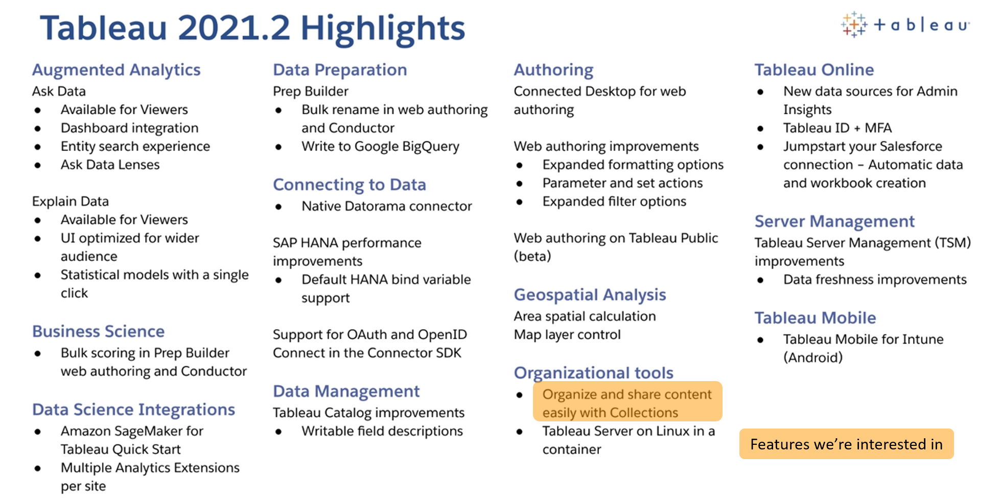 Tableau 2021.2 Highlights
+ableau
Augmented Analytics
Ask Data
● Available for Viewers
● Dashboard integration
● Entity search experience
● Ask Data Lenses
Explain Data
● Available for Viewers
● UI optimized for wider
audience
● Statistical models with a single
click
Business Science
● Bulk scoring in Prep Builder
web authoring and Conductor
Data Science Integrations
● Amazon SageMaker for
Tableau Quick Start
● Multiple Analytics Extensions
per site
Data Preparation
Prep Builder
● Bulk rename in web authoring
and Conductor
● Write to Google BigQuery
Connecting to Data
● Native Datorama connector
SAP HANA performance
improvements
● Default HANA bind variable
support
Support for OAuth and OpenID
Connect in the Connector SDK
Data Management
Tableau Catalog improvements
● Writable field descriptions
Authoring
Connected Desktop for web
authoring
Web authoring improvements
● Expanded formatting options
● Parameter and set actions
● Expanded filter options
Web authoring on Tableau Public
(beta)
Geospatial Analysis
Area spatial calculation
Map layer control
Organizational tools
● Organize and share content
easily with Collections
● Tableau Server on Linux in a
container
Tableau Online
● New data sources for Admin
Insights
● Tableau ID + MFA
● Jumpstart your Salesforce
connection – Automatic data
and workbook creation
Server Management
Tableau Server Management (TSM)
improvements
● Data freshness improvements
Tableau Mobile
● Tableau Mobile for Intune
(Android)
Features we’re interested in